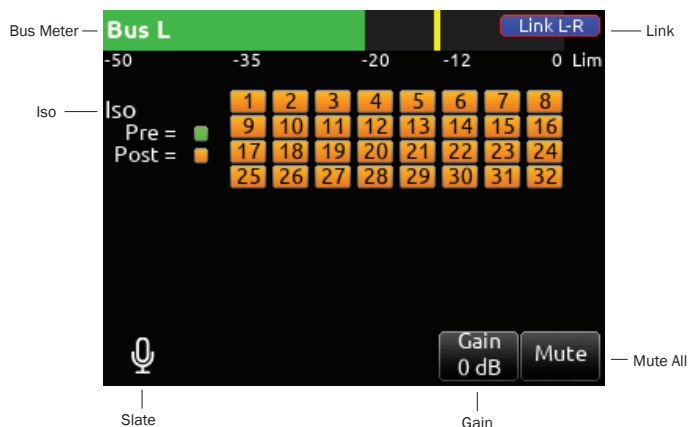 Bus Meter
Bus L
Link L-R
Link
-50 -35 -20 -12 0 Lim
Iso
Iso
Pre =
Post =
1 2 3 4 5 6 7 8
9 10 11 12 13 14 15 16
17 18 19 20 21 22 23 24
25 26 27 28 29 30 31 32
Gain
0 dB
Mute
Mute All
Slate
Gain